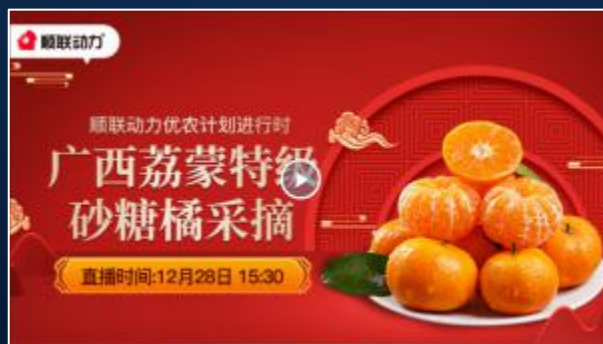 顺联动力
顺联动力优农计划进行时
广西荔蒙特级
砂糖橘采摘
直播时间:12月28日 15:30